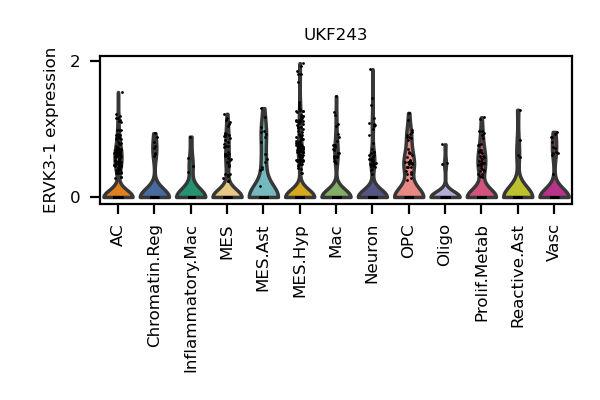 UKF243
ERVK3-1 expression
2
0
AC
Chromatin.Reg
Inflammatory.Mac
MES
MES.Ast
MES.Hyp
Mac
Neuron
OPC
Oligo
Prolif.Metab
Reactive.Ast
Vasc